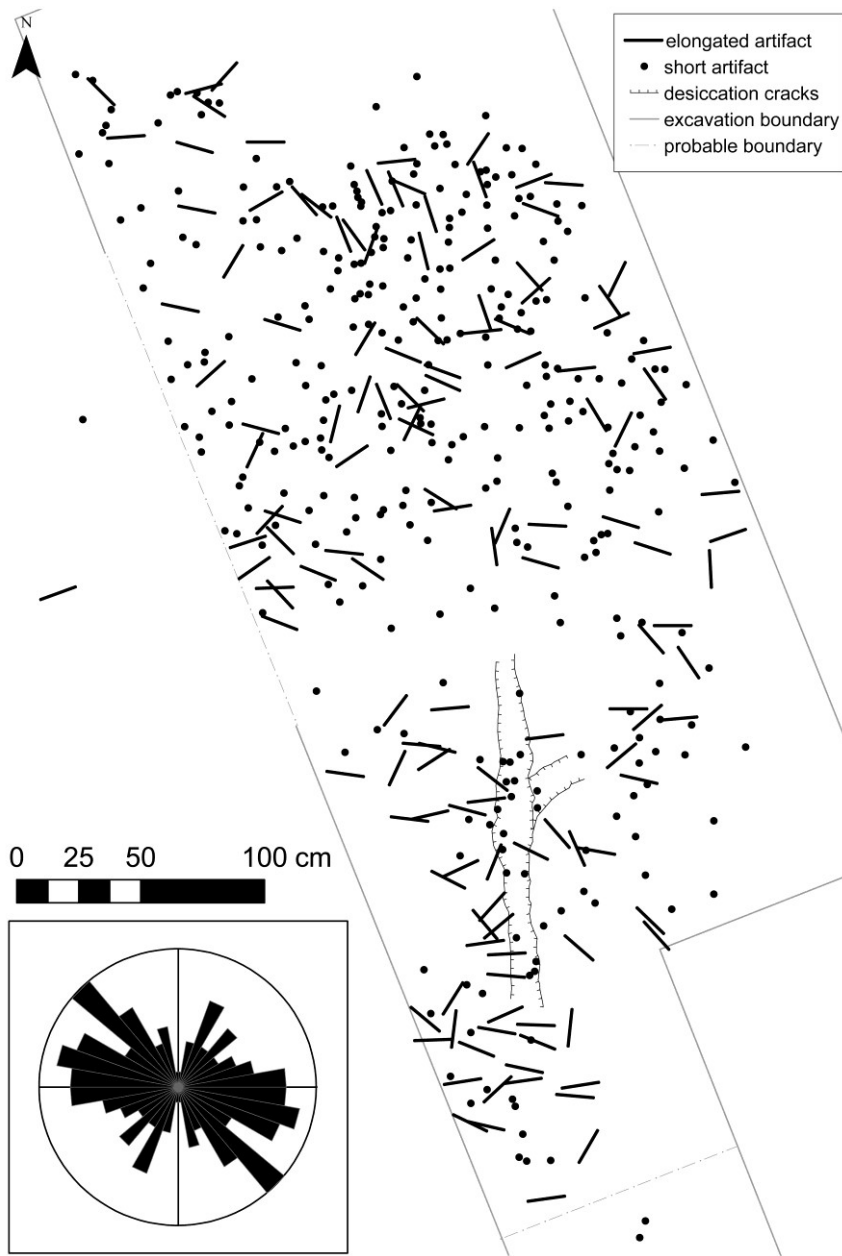 N
elongated artifact
short artifact
desiccation cracks
excavation boundary
probable boundary
0 25 50 100 cm